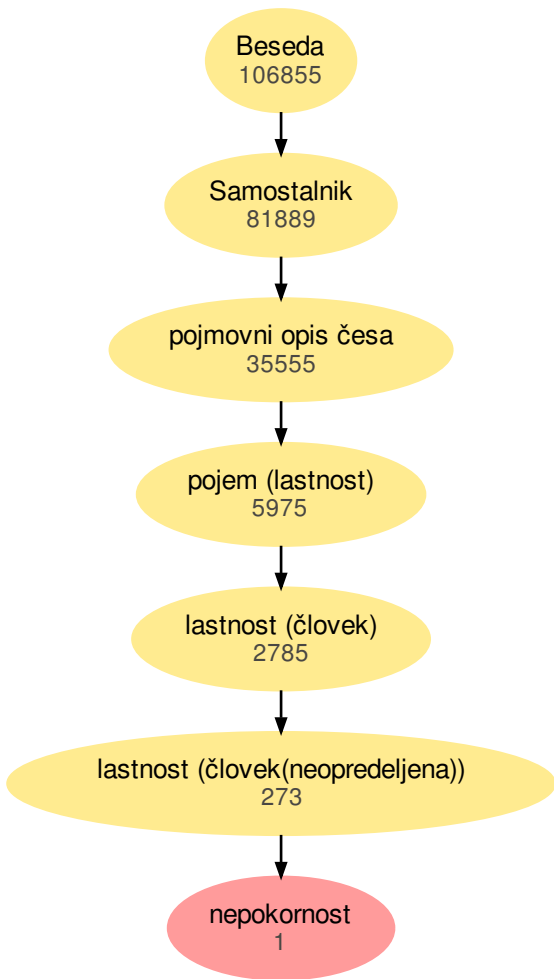 Beseda
106855
Samostalnik
81889
pojmovni opis česa
35555
pojem (lastnost)
5975
lastnost (človek)
2785
lastnost (človek(neopredeljena))
273
nepokornost
1